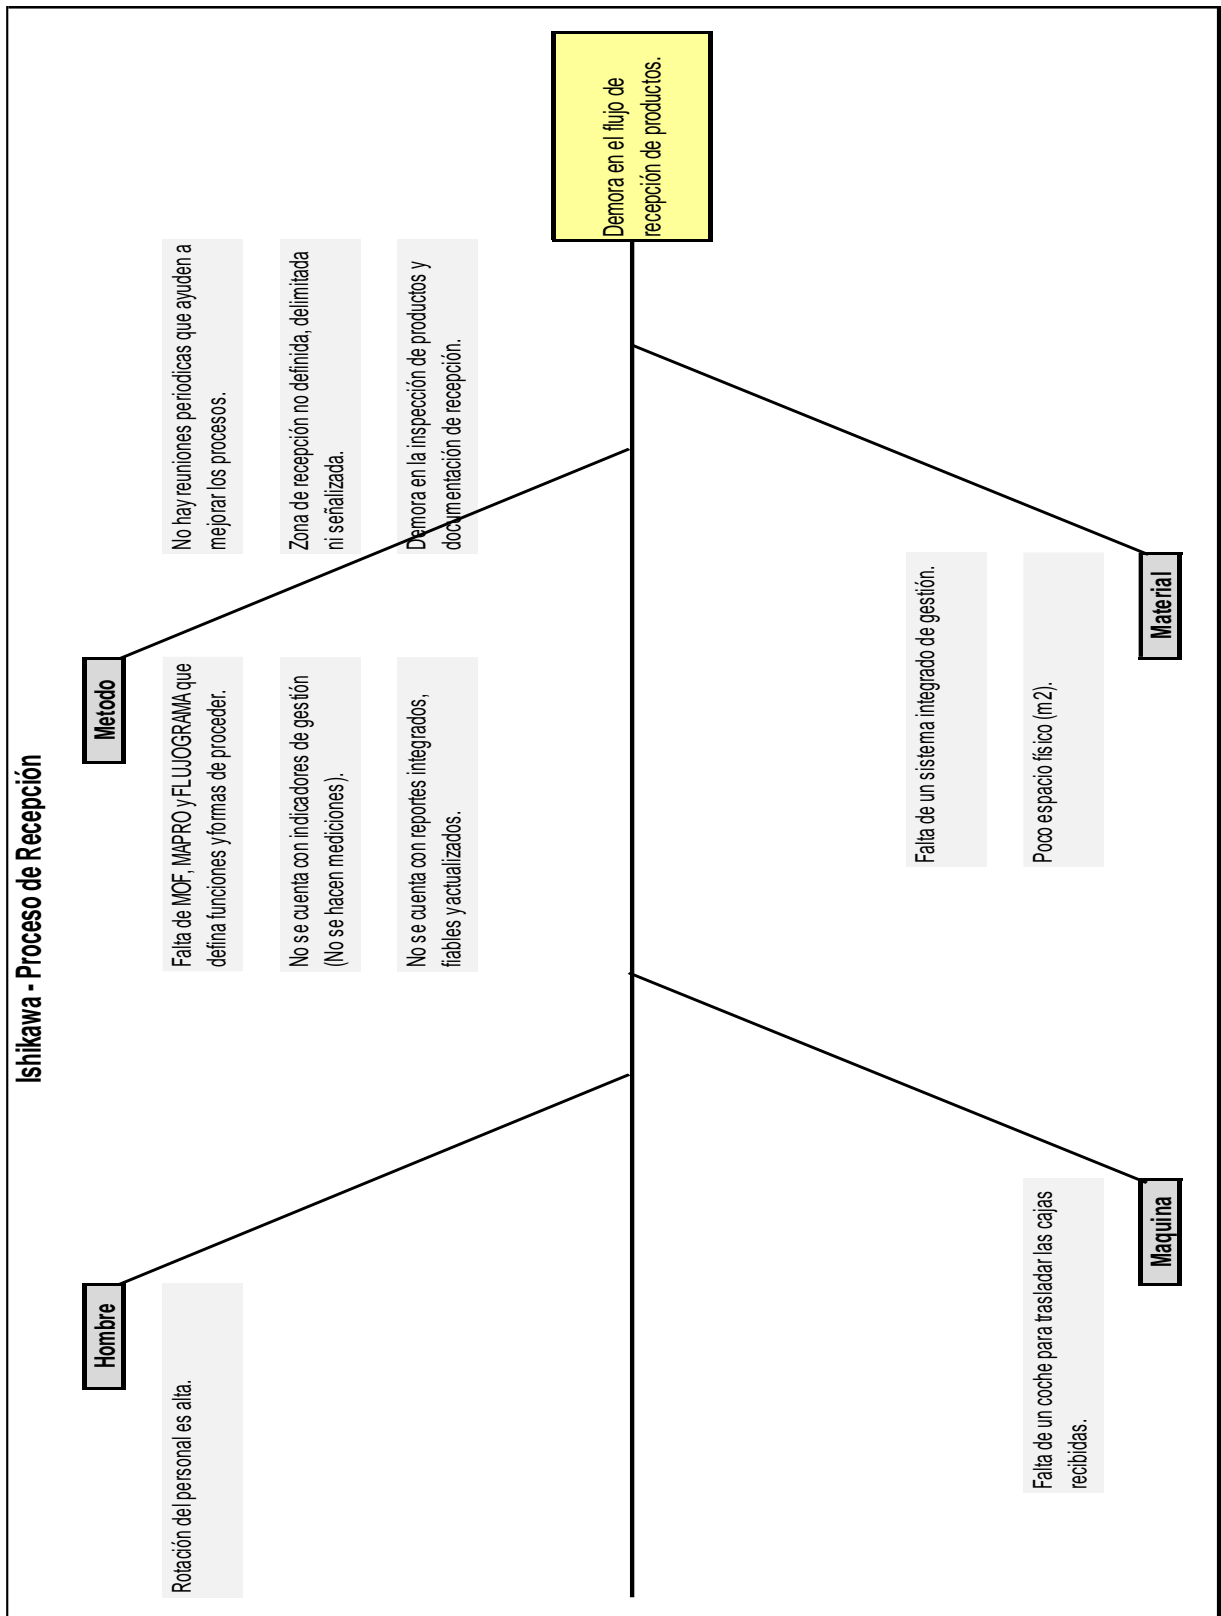 Ishikawa - Proceso de Recepción
Hombre
Rotación del personal es alta.
Metodo
Falta de MOF, MAPRO y FLUJOGRAMA que
defina funciones y formas de proceder.
No se cuenta con indicadores de gestión
(No se hacen mediciones).
No se cuenta con reportes integrados,
fiables y actualizados.
No hay reuniones periodicas que ayuden a
mejorar los procesos.
Zona de recepción no definida, delimitada
ni señalizada.
Demora en la inspección de productos y
documentación de recepción.
Demora en el flujo de
recepción de productos.
Falta de un coche para trasladar las cajas
recibidas.
Maquina
Falta de un sistema integrado de gestión.
Poco espacio físico (m2).
Material